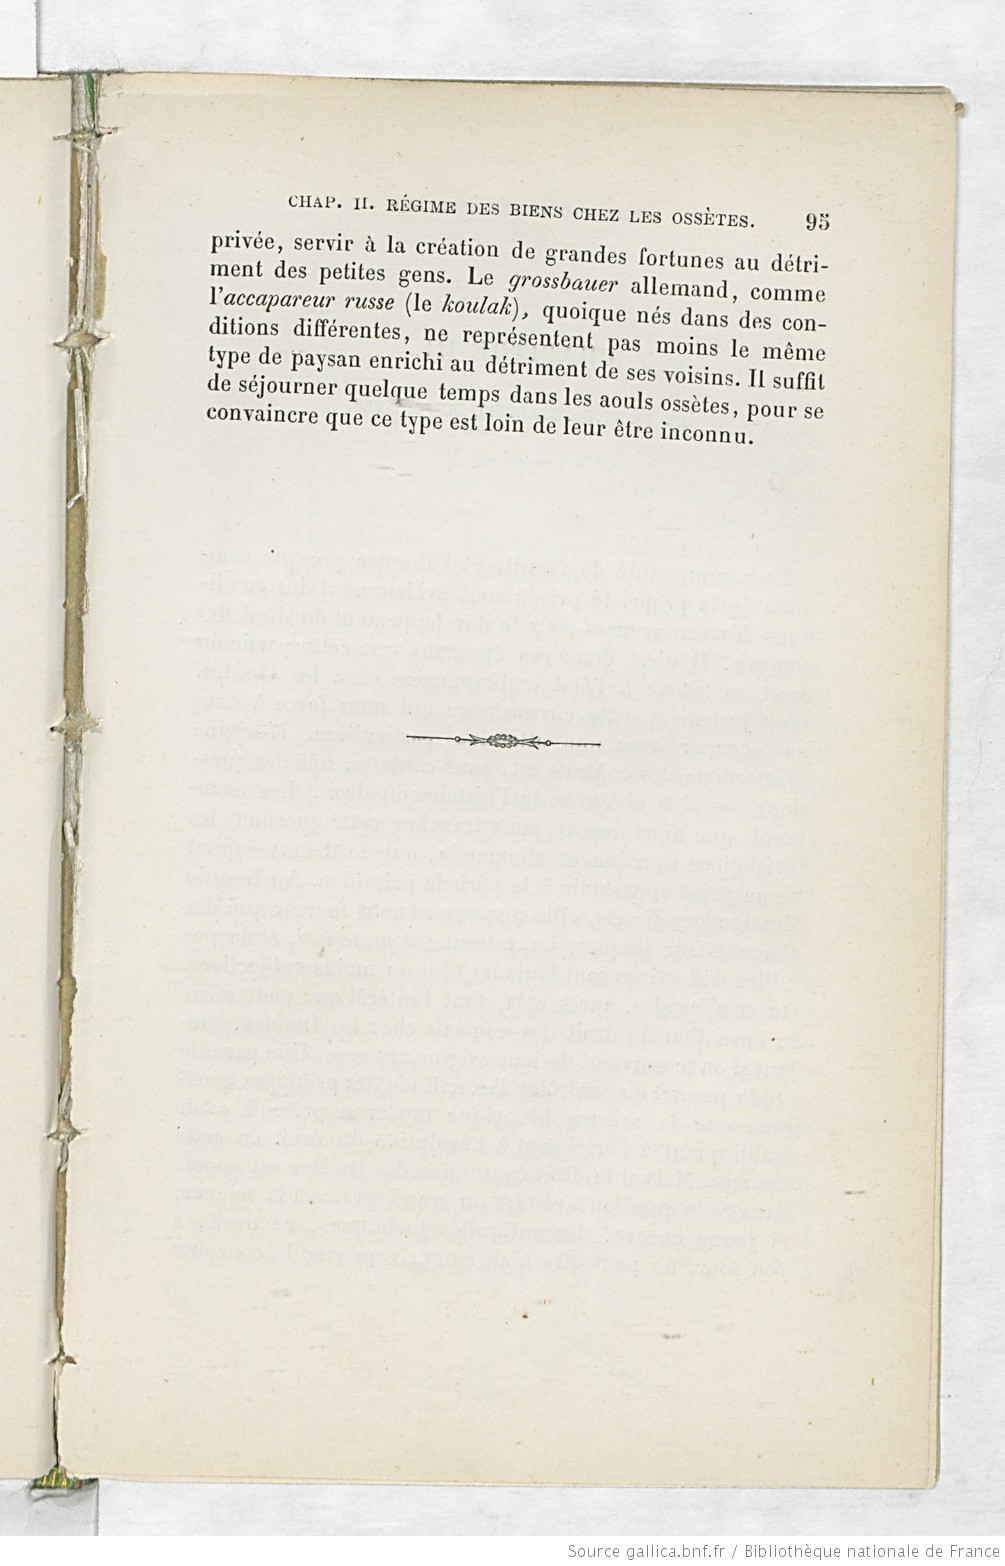 CHAP. II. RÉGIME DES BIENS CHEZ LES OSSÈTES. 95
privée, servir à la création de grandes fortunes au détri-
ment des petites gens. Le grossbauer allemand, comme
l'accapareur russe (le koulak), quoique nés dans des con-
ditions différentes, ne représentent pas moins le même
type de paysan enrichi au détriment de ses voisins. Il suffit
de séjourner quelque temps dans les aouls ossètes, pour se
convaincre que ce type est loin de leur être inconnu.
Source gallica.bnf.fr / Bibliothèque nationale de France